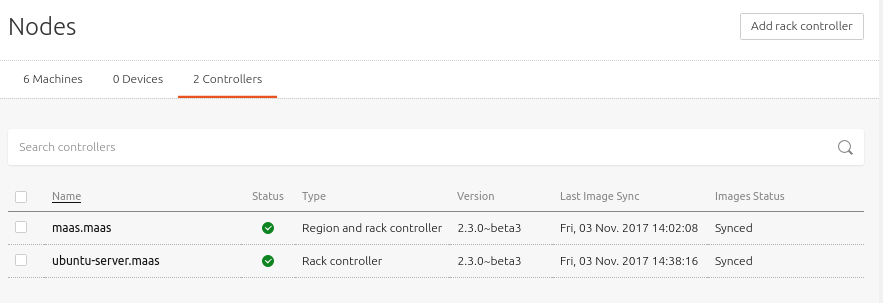 Nodes
Add rack controller
6 Machines 0 Devices 2 Controllers
Search controllers
Name Status Type Version Last Image Sync Images Status
maas.maas Region and rack controller 2.3.0~beta3 Fri, 03 Nov. 2017 14:02:08 Synced
ubuntu-server.maas Rack controller 2.3.0~beta3 Fri, 03 Nov. 2017 14:38:16 Synced